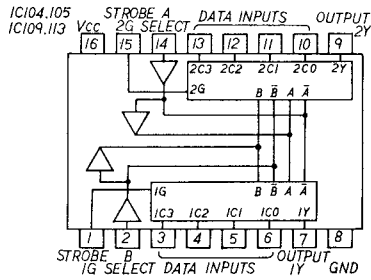 IC104.105
IC109.113
Vcc
STROBE A
2G SELECT
DATA INPUTS
OUTPUT
2Y
16 15 14 13 12 11 10 9
2C3 2C2 2C1 2C0 2Y
2G
B B̅ A A̅
B B̅ A A̅
1G
1C3 1C2 1C1 1C0 1Y
1 2 3 4 5 6 7 8
STROBE B
1G SELECT
DATA INPUTS
OUTPUT
1Y
GND